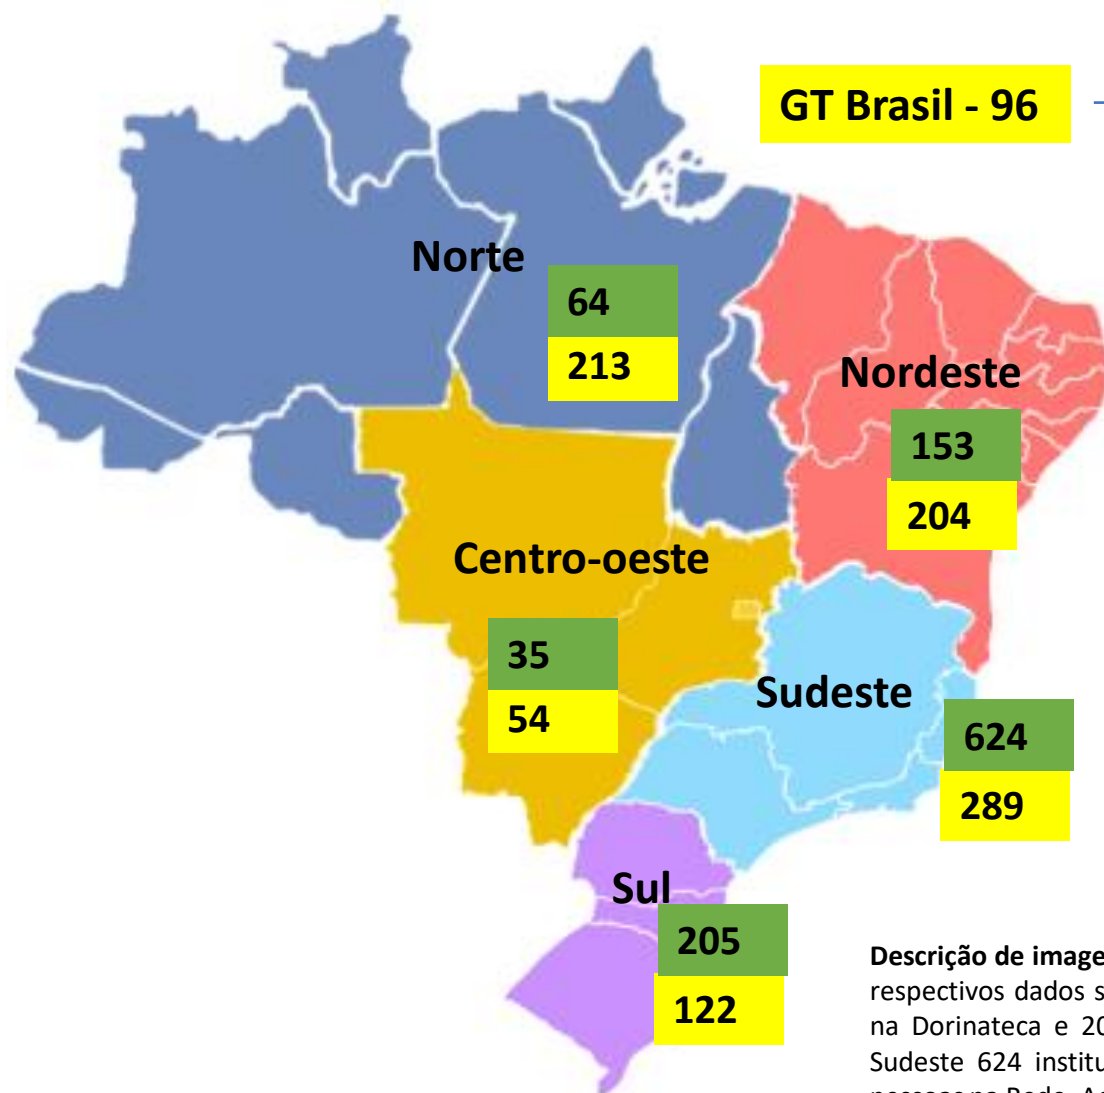 GT Brasil - 96
Norte
64
213
Nordeste
153
204
Centro-oeste
35
54
Sudeste
624
289
Sul
205
122
Descrição de image
respectivos dados s
na Dorinateca e 20
Sudeste 624 institu